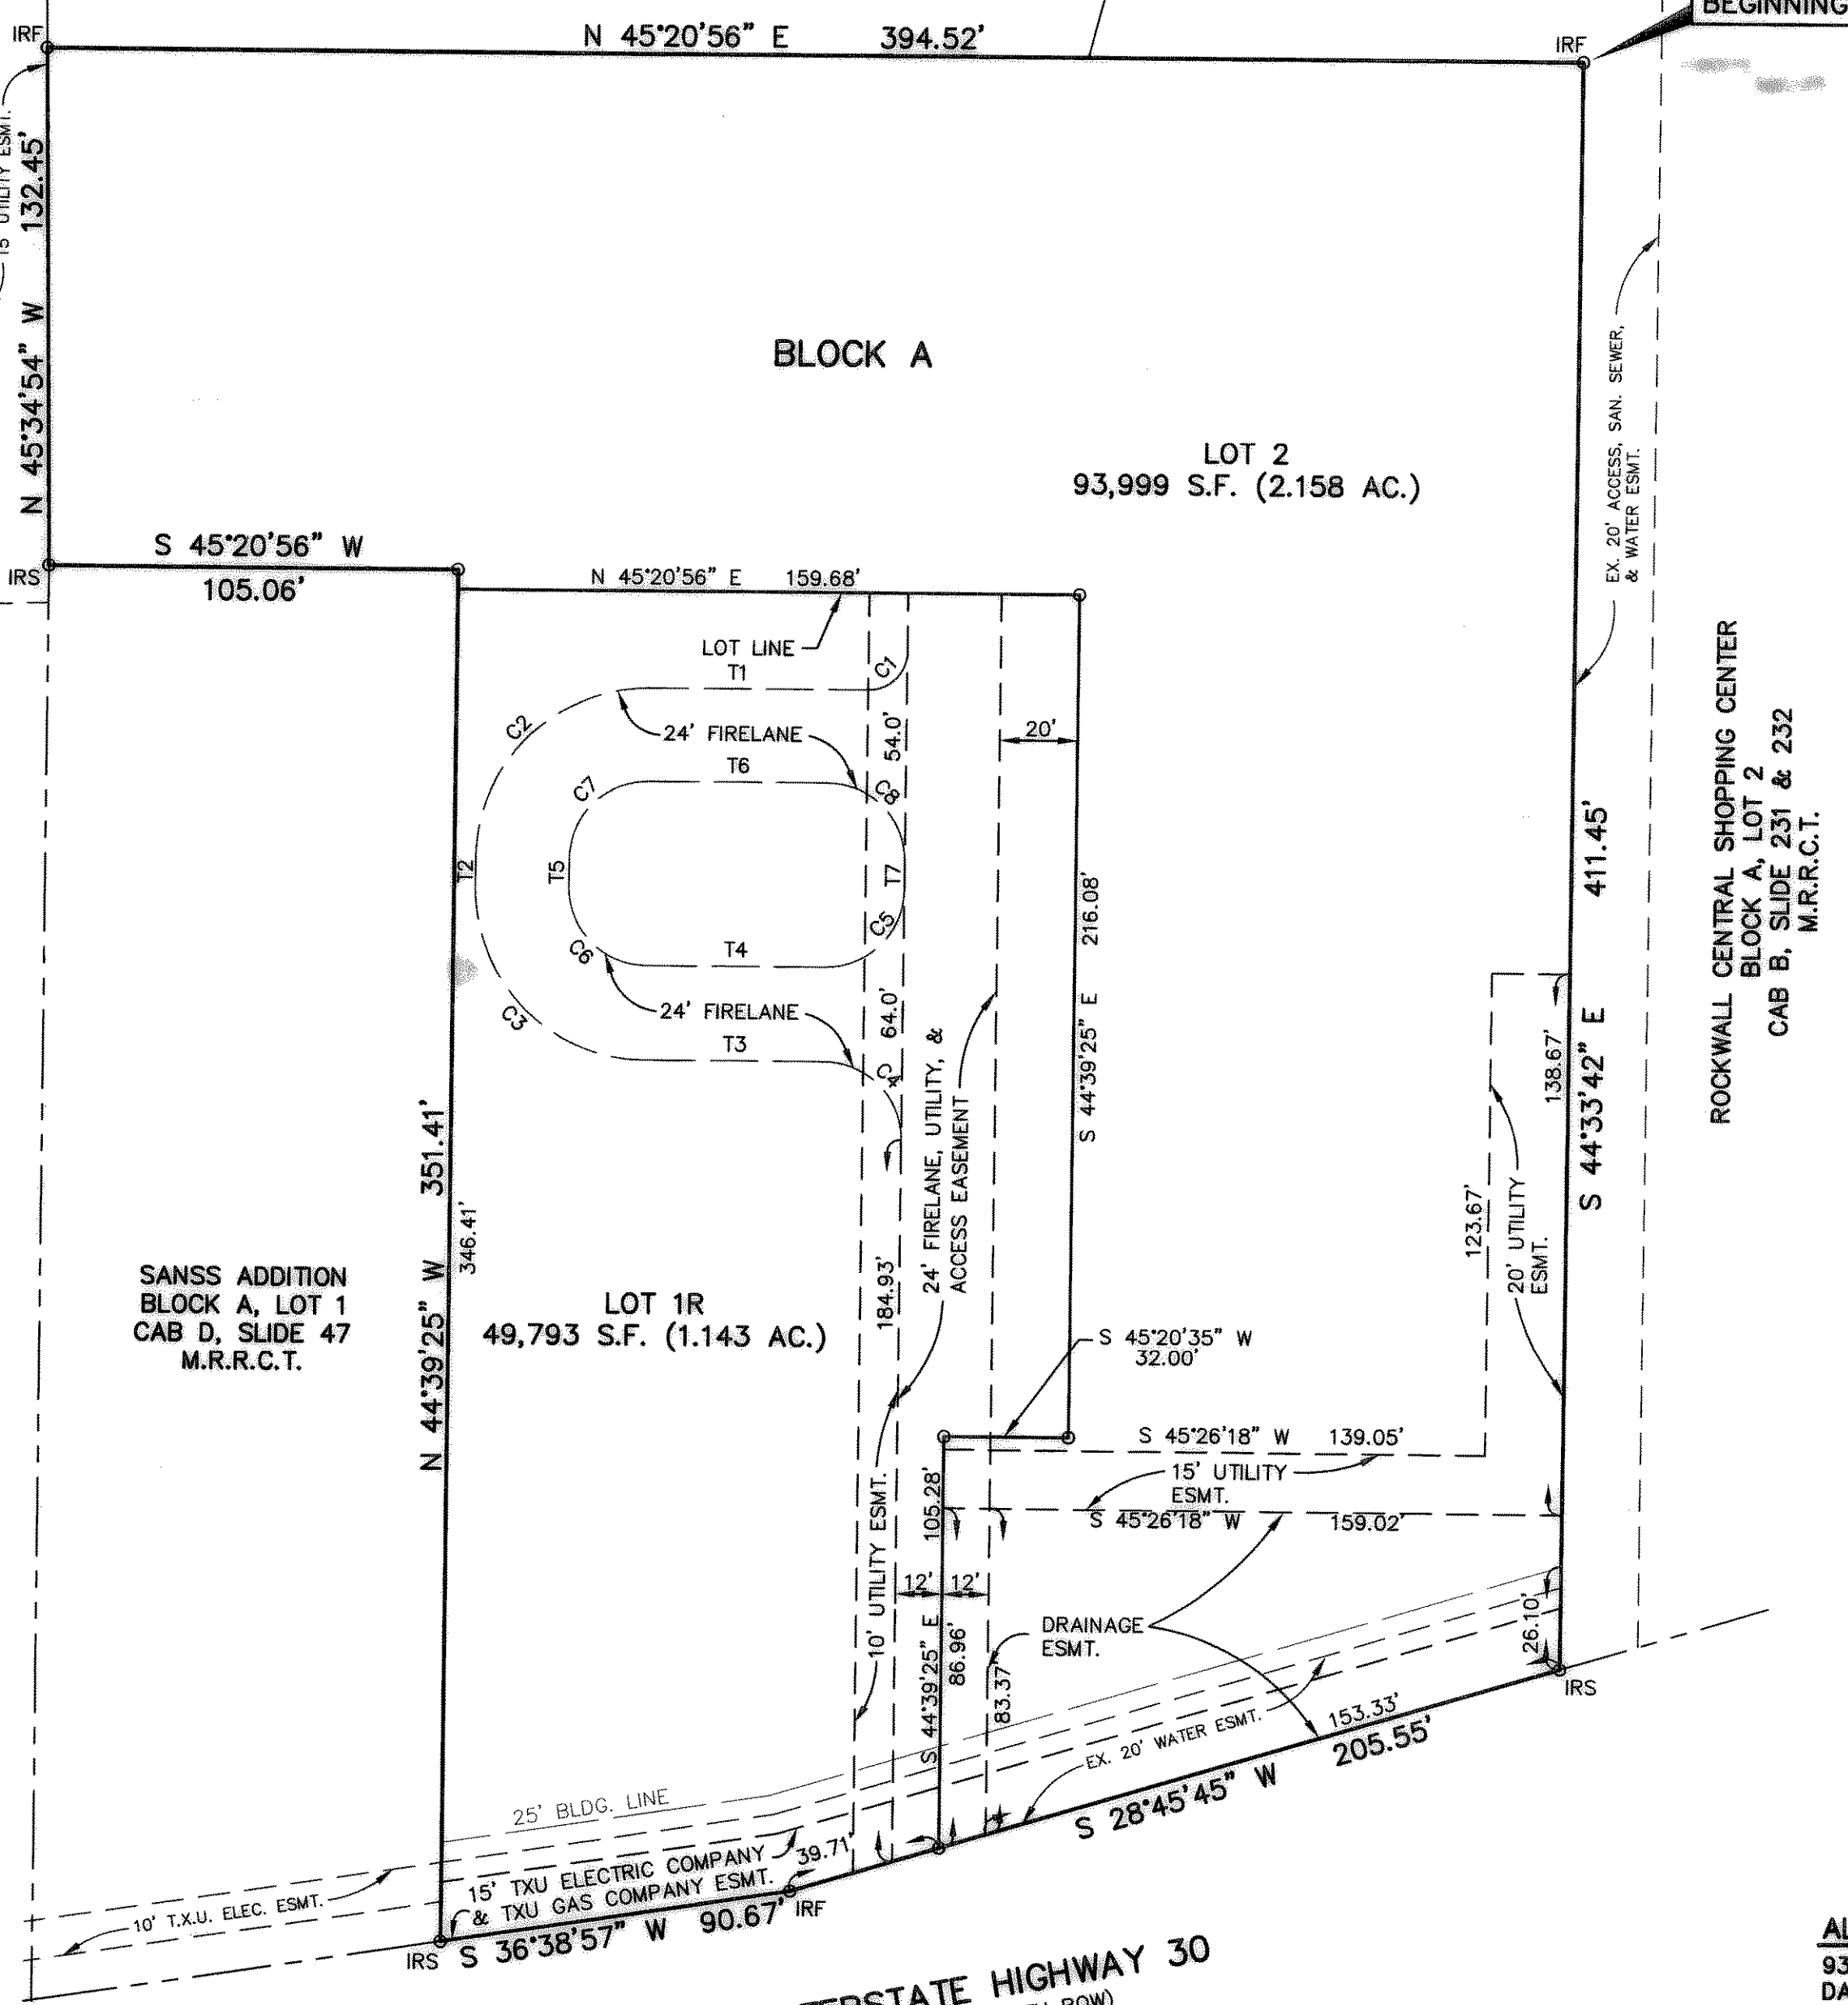 BEGINNING
IRF
N 45°20'56" E 394.52'
IRF
15' UTILITY ESMT.
N 45°34'54" W 132.45'
BLOCK A
LOT 2
93,999 S.F. (2.158 AC.)
EX. 20' ACCESS, SAN. SEWER,
& WATER ESMT.
S 45°20'56" W
105.06'
IRS
N 45°20'56" E 159.68'
LOT LINE
T1
C1
C2
24' FIRELANE
54.0'
20'
T6
C7
C8
T2
T5
T7
C5
C6
T4
C3
24' FIRELANE
64.0'
T3
C4
216.08'
S 44°39'25" E
411.45'
S 44°33'42" E
138.67'
123.67'
20' UTILITY
ESMT.
ROCKWALL CENTRAL SHOPPING CENTER
BLOCK A, LOT 2
CAB B, SLIDE 231 & 232
M.R.R.C.T.
24' FIRELANE, UTILITY, &
ACCESS EASEMENT
184.93'
N 44°39'25" W 351.41'
346.41'
SANSS ADDITION
BLOCK A, LOT 1
CAB D, SLIDE 47
M.R.R.C.T.
LOT 1R
49,793 S.F. (1.143 AC.)
S 45°20'35" W
32.00'
S 45°26'18" W 139.05'
15' UTILITY
ESMT.
S 45°26'18" W 159.02'
10' UTILITY ESMT.
105.28'
12'
12'
S 44°39'25" E
86.96'
83.37'
DRAINAGE
ESMT.
26.10'
IRS
EX. 20' WATER ESMT.
153.33'
S 28°45'45" W 205.55'
25' BLDG. LINE
15' TXU ELECTRIC COMPANY
& TXU GAS COMPANY ESMT.
39.71'
10' T.X.U. ELEC. ESMT.
IRS
S 36°38'57" W 90.67'
IRF
TERSTATE HIGHWAY 30
ROW)
AL
93
DA